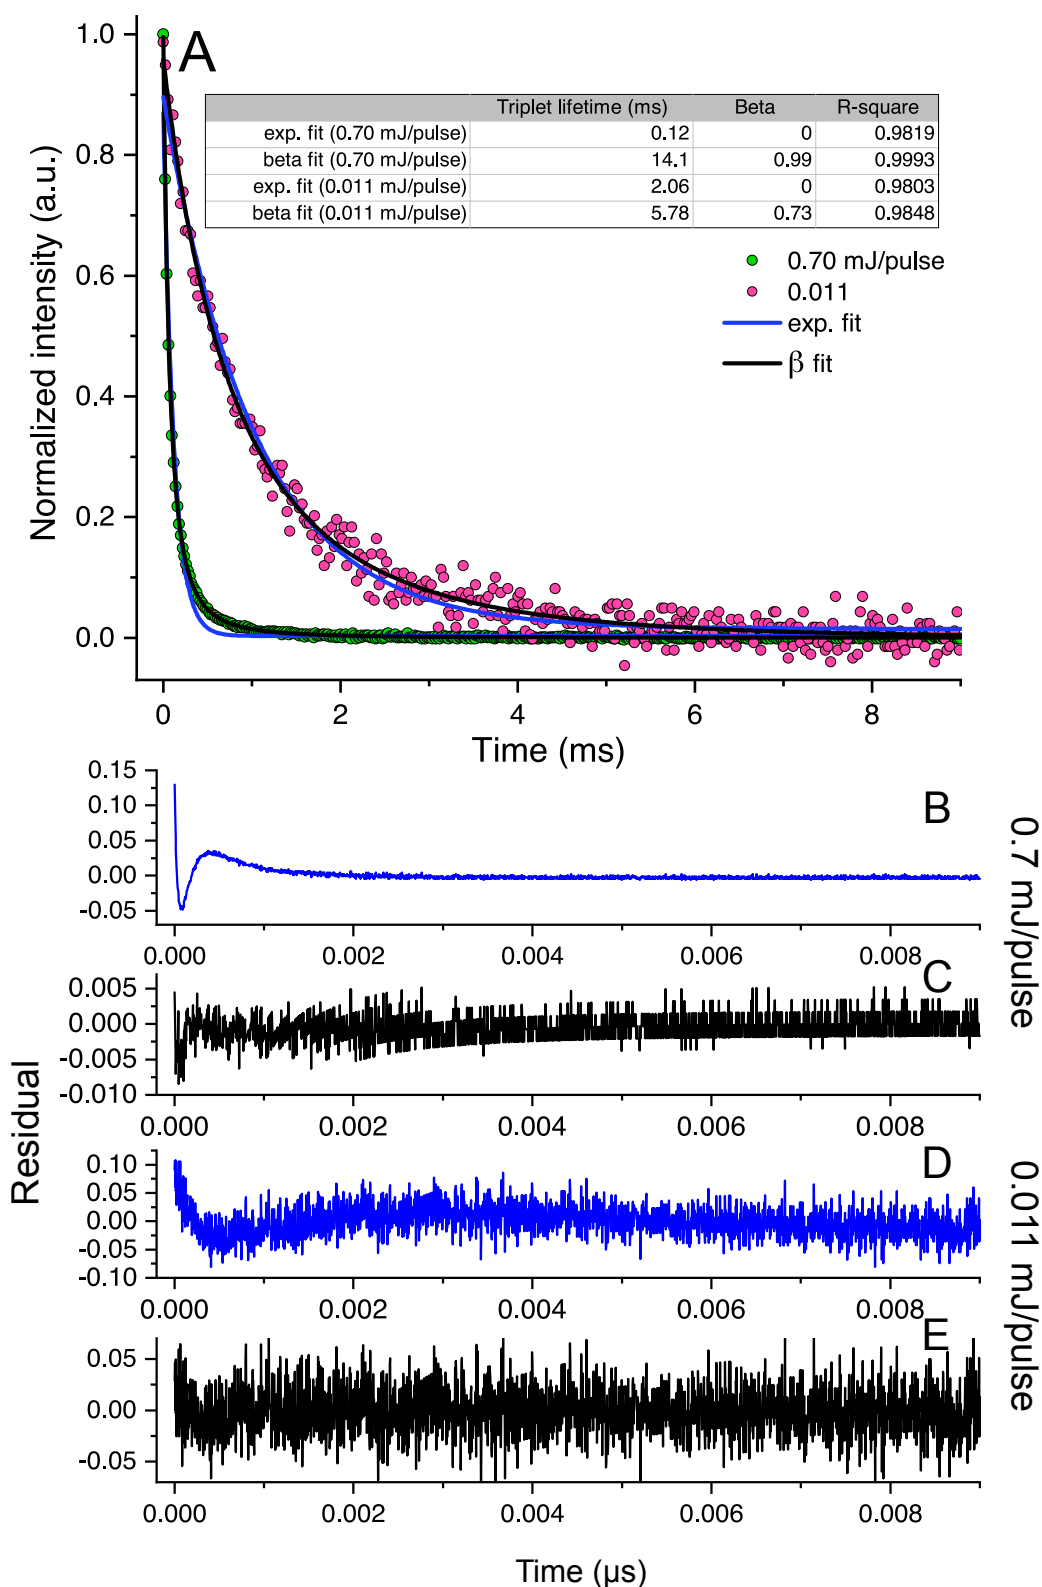 A
1.0
0.8
0.6
0.4
0.2
0.0
Normalized intensity (a.u.)
Triplet lifetime (ms) Beta R-square
exp. fit (0.70 mJ/pulse) 0.12 0 0.9819
beta fit (0.70 mJ/pulse) 14.1 0.99 0.9993
exp. fit (0.011 mJ/pulse) 2.06 0 0.9803
beta fit (0.011 mJ/pulse) 5.78 0.73 0.9848
0.70 mJ/pulse
0.011
exp. fit
β fit
0 2 4 6 8
Time (ms)
B
0.15
0.10
0.05
0.00
-0.05
0.000 0.002 0.004 0.006 0.008
0.7 mJ/pulse
C
0.005
0.000
-0.005
-0.010
0.000 0.002 0.004 0.006 0.008
Residual
D
0.10
0.05
0.00
-0.05
-0.10
0.000 0.002 0.004 0.006 0.008
0.011 mJ/pulse
E
0.05
0.00
-0.05
0.000 0.002 0.004 0.006 0.008
Time (µs)